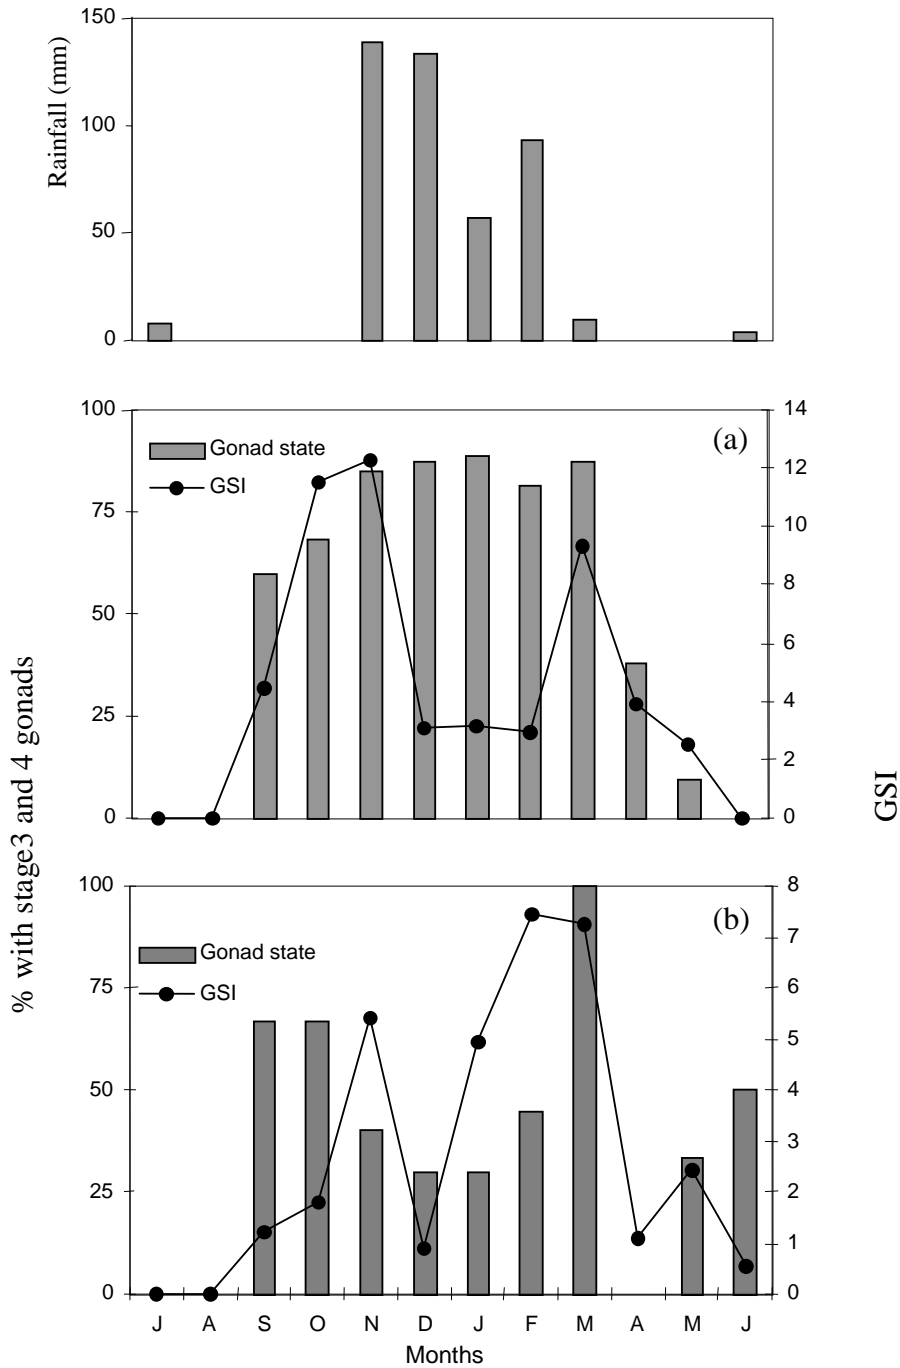 Rainfall (mm)
150
100
50
0
% with stage3 and 4 gonads
GSI
(a)
Gonad state
GSI
100
75
50
25
0
14
12
10
8
6
4
2
0
(b)
Gonad state
GSI
100
75
50
25
0
8
7
6
5
4
3
2
1
0
J A S O N D J F M A M J
Months